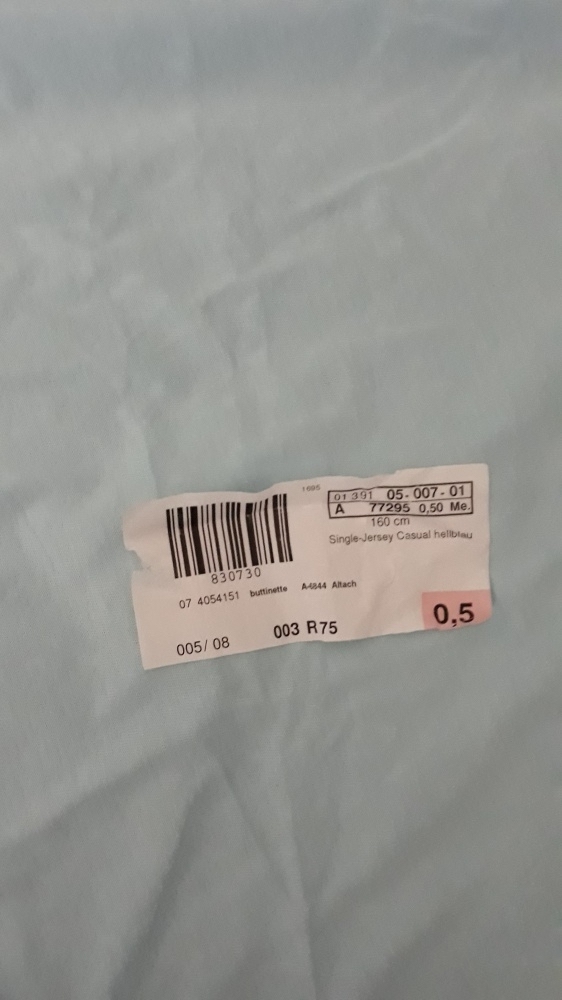 1695
01 391 05-007-01
A 77295 0,50 Me.
160 cm
Single-Jersey Casual hellblau
830730
07 4054151 buttinette A-6844 Altach
005/ 08 003 R75 0,5